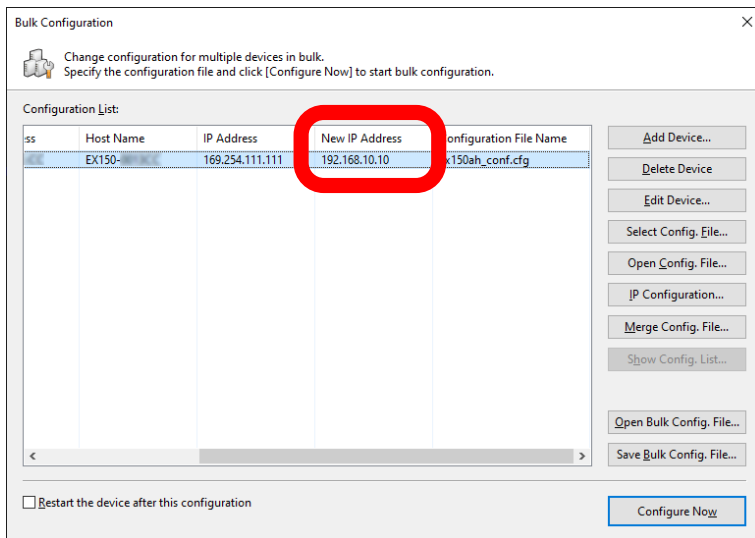 Bulk Configuration
Change configuration for multiple devices in bulk.
Specify the configuration file and click [Configure Now] to start bulk configuration.
Configuration List:
ss Host Name IP Address New IP Address onfiguration File Name
EX150- 169.254.111.111 192.168.10.10 x150ah_conf.cfg
Add Device...
Delete Device
Edit Device...
Select Config. File...
Open Config. File...
IP Configuration...
Merge Config. File...
Show Config. List...
Open Bulk Config. File...
Save Bulk Config. File...
Restart the device after this configuration
Configure Now